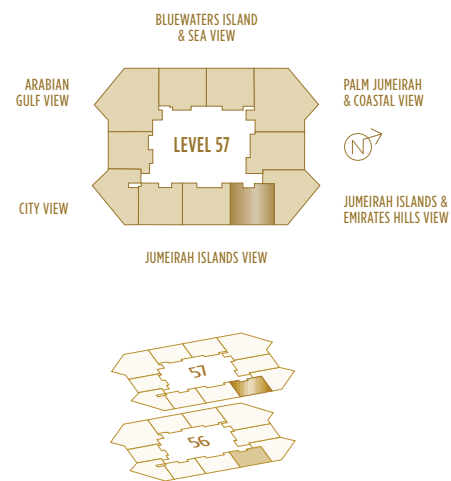 BLUEWATERS ISLAND
& SEA VIEW
ARABIAN
GULF VIEW
PALM JUMEIRAH
& COASTAL VIEW
LEVEL 57
N
CITY VIEW
JUMEIRAH ISLANDS &
EMIRATES HILLS VIEW
JUMEIRAH ISLANDS VIEW
57
56